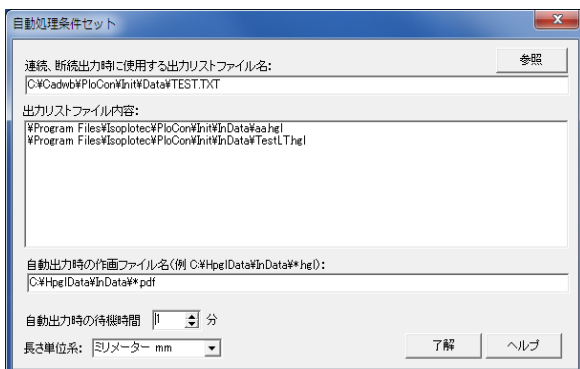 自動処理条件セット
連続、断続出力時に使用する出力リストファイル名:
参照
C:¥Cadwb¥PloCon¥Init¥Data¥TEST.TXT
出力リストファイル内容:
¥Program Files¥Isoplotec¥PloCon¥Init¥InData¥aa.hgl
¥Program Files¥Isoplotec¥PloCon¥Init¥InData¥TestLT.hgl
自動出力時の作画ファイル名(例 C:¥HpglData¥InData¥*.hgl):
C:¥HpglData¥InData¥*.pdf
自動出力時の待機時間 1 分
長さ単位系: ミリメーター mm
了解 ヘルプ